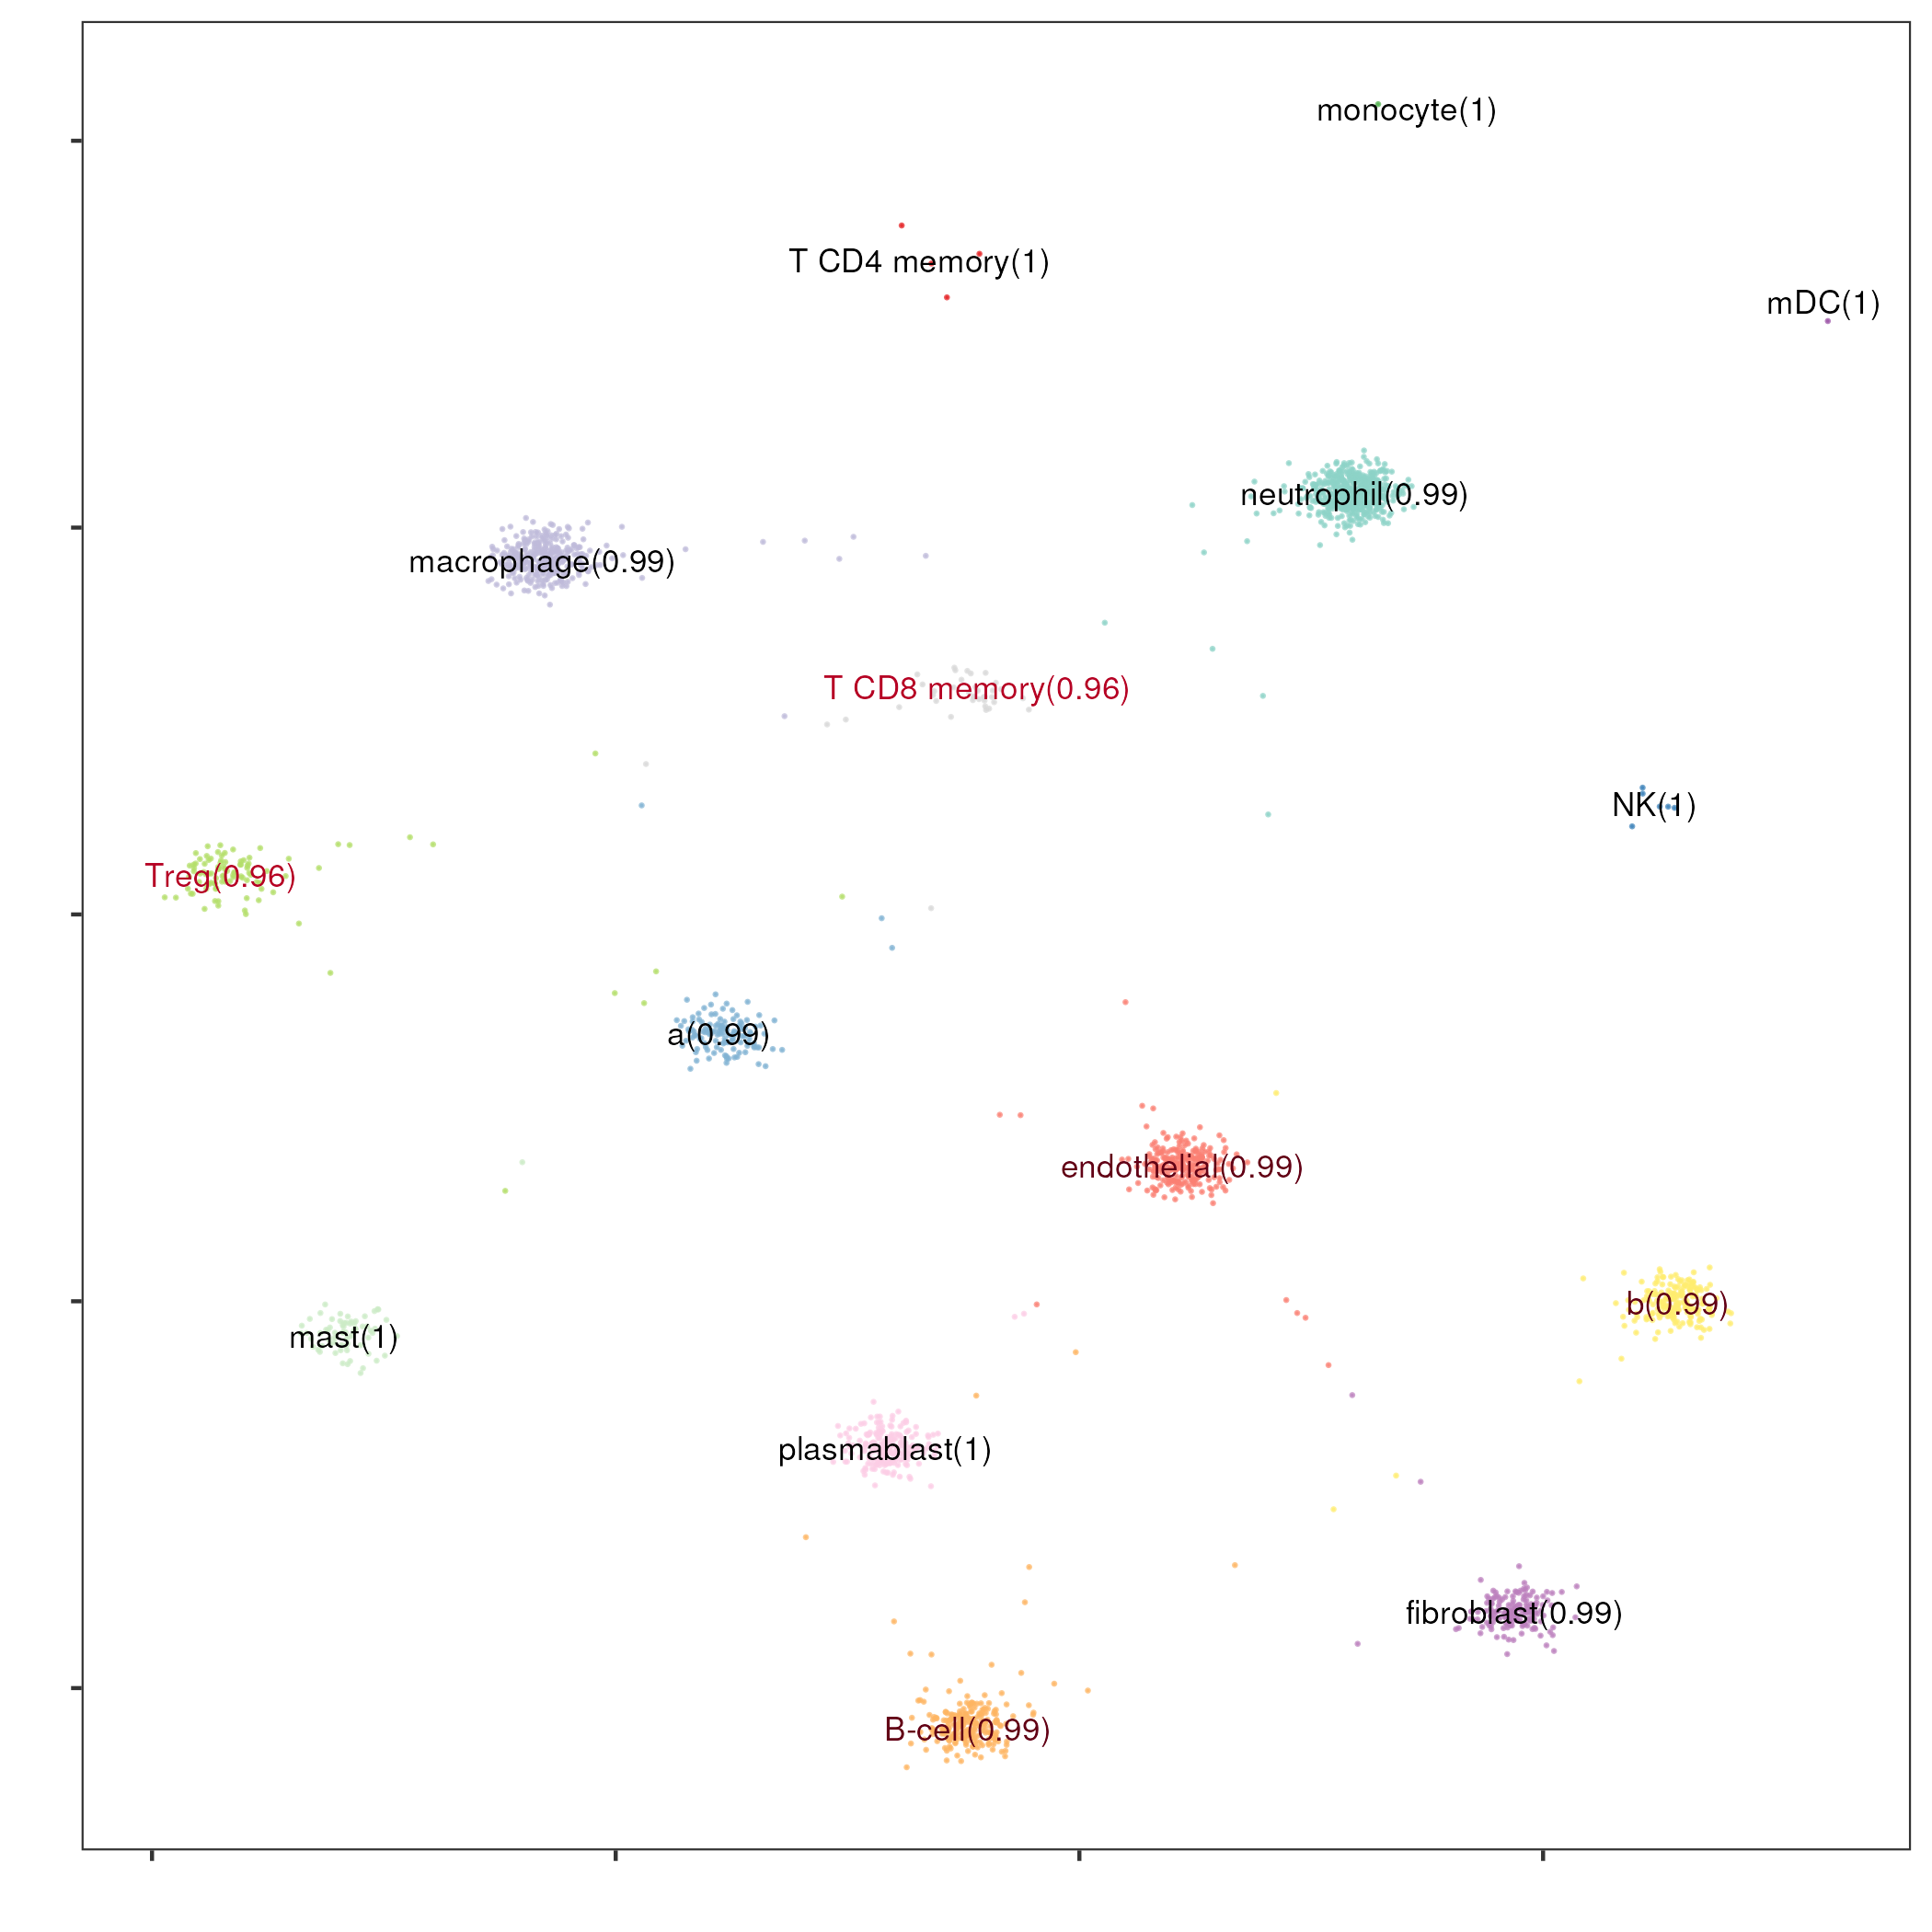 monocyte(1)
T CD4 memory(1)
mDC(1)
neutrophil(0.99)
macrophage(0.99)
T CD8 memory(0.96)
NK(1)
Treg(0.96)
a(0.99)
endothelial(0.99)
b(0.99)
mast(1)
plasmablast(1)
fibroblast(0.99)
B-cell(0.99)